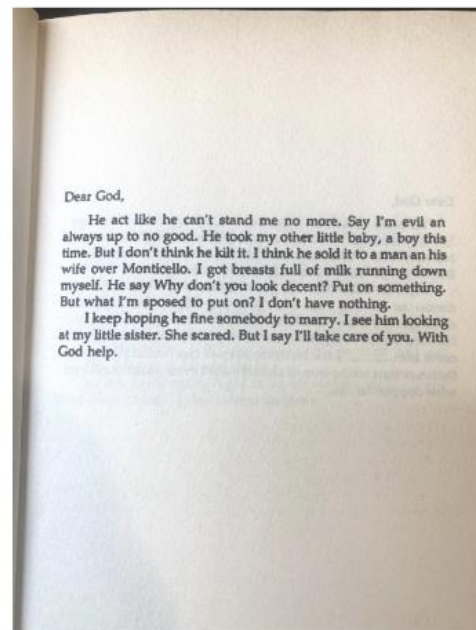 Dear God,
He act like he can't stand me no more. Say I'm evil an
always up to no good. He took my other little baby, a boy this
time. But I don't think he kilt it. I think he sold it to a man an his
wife over Monticello. I got breasts full of milk running down
myself. He say Why don't you look decent? Put on something.
But what I'm sposed to put on? I don't have nothing.
I keep hoping he fine somebody to marry. I see him looking
at my little sister. She scared. But I say I'll take care of you. With
God help.